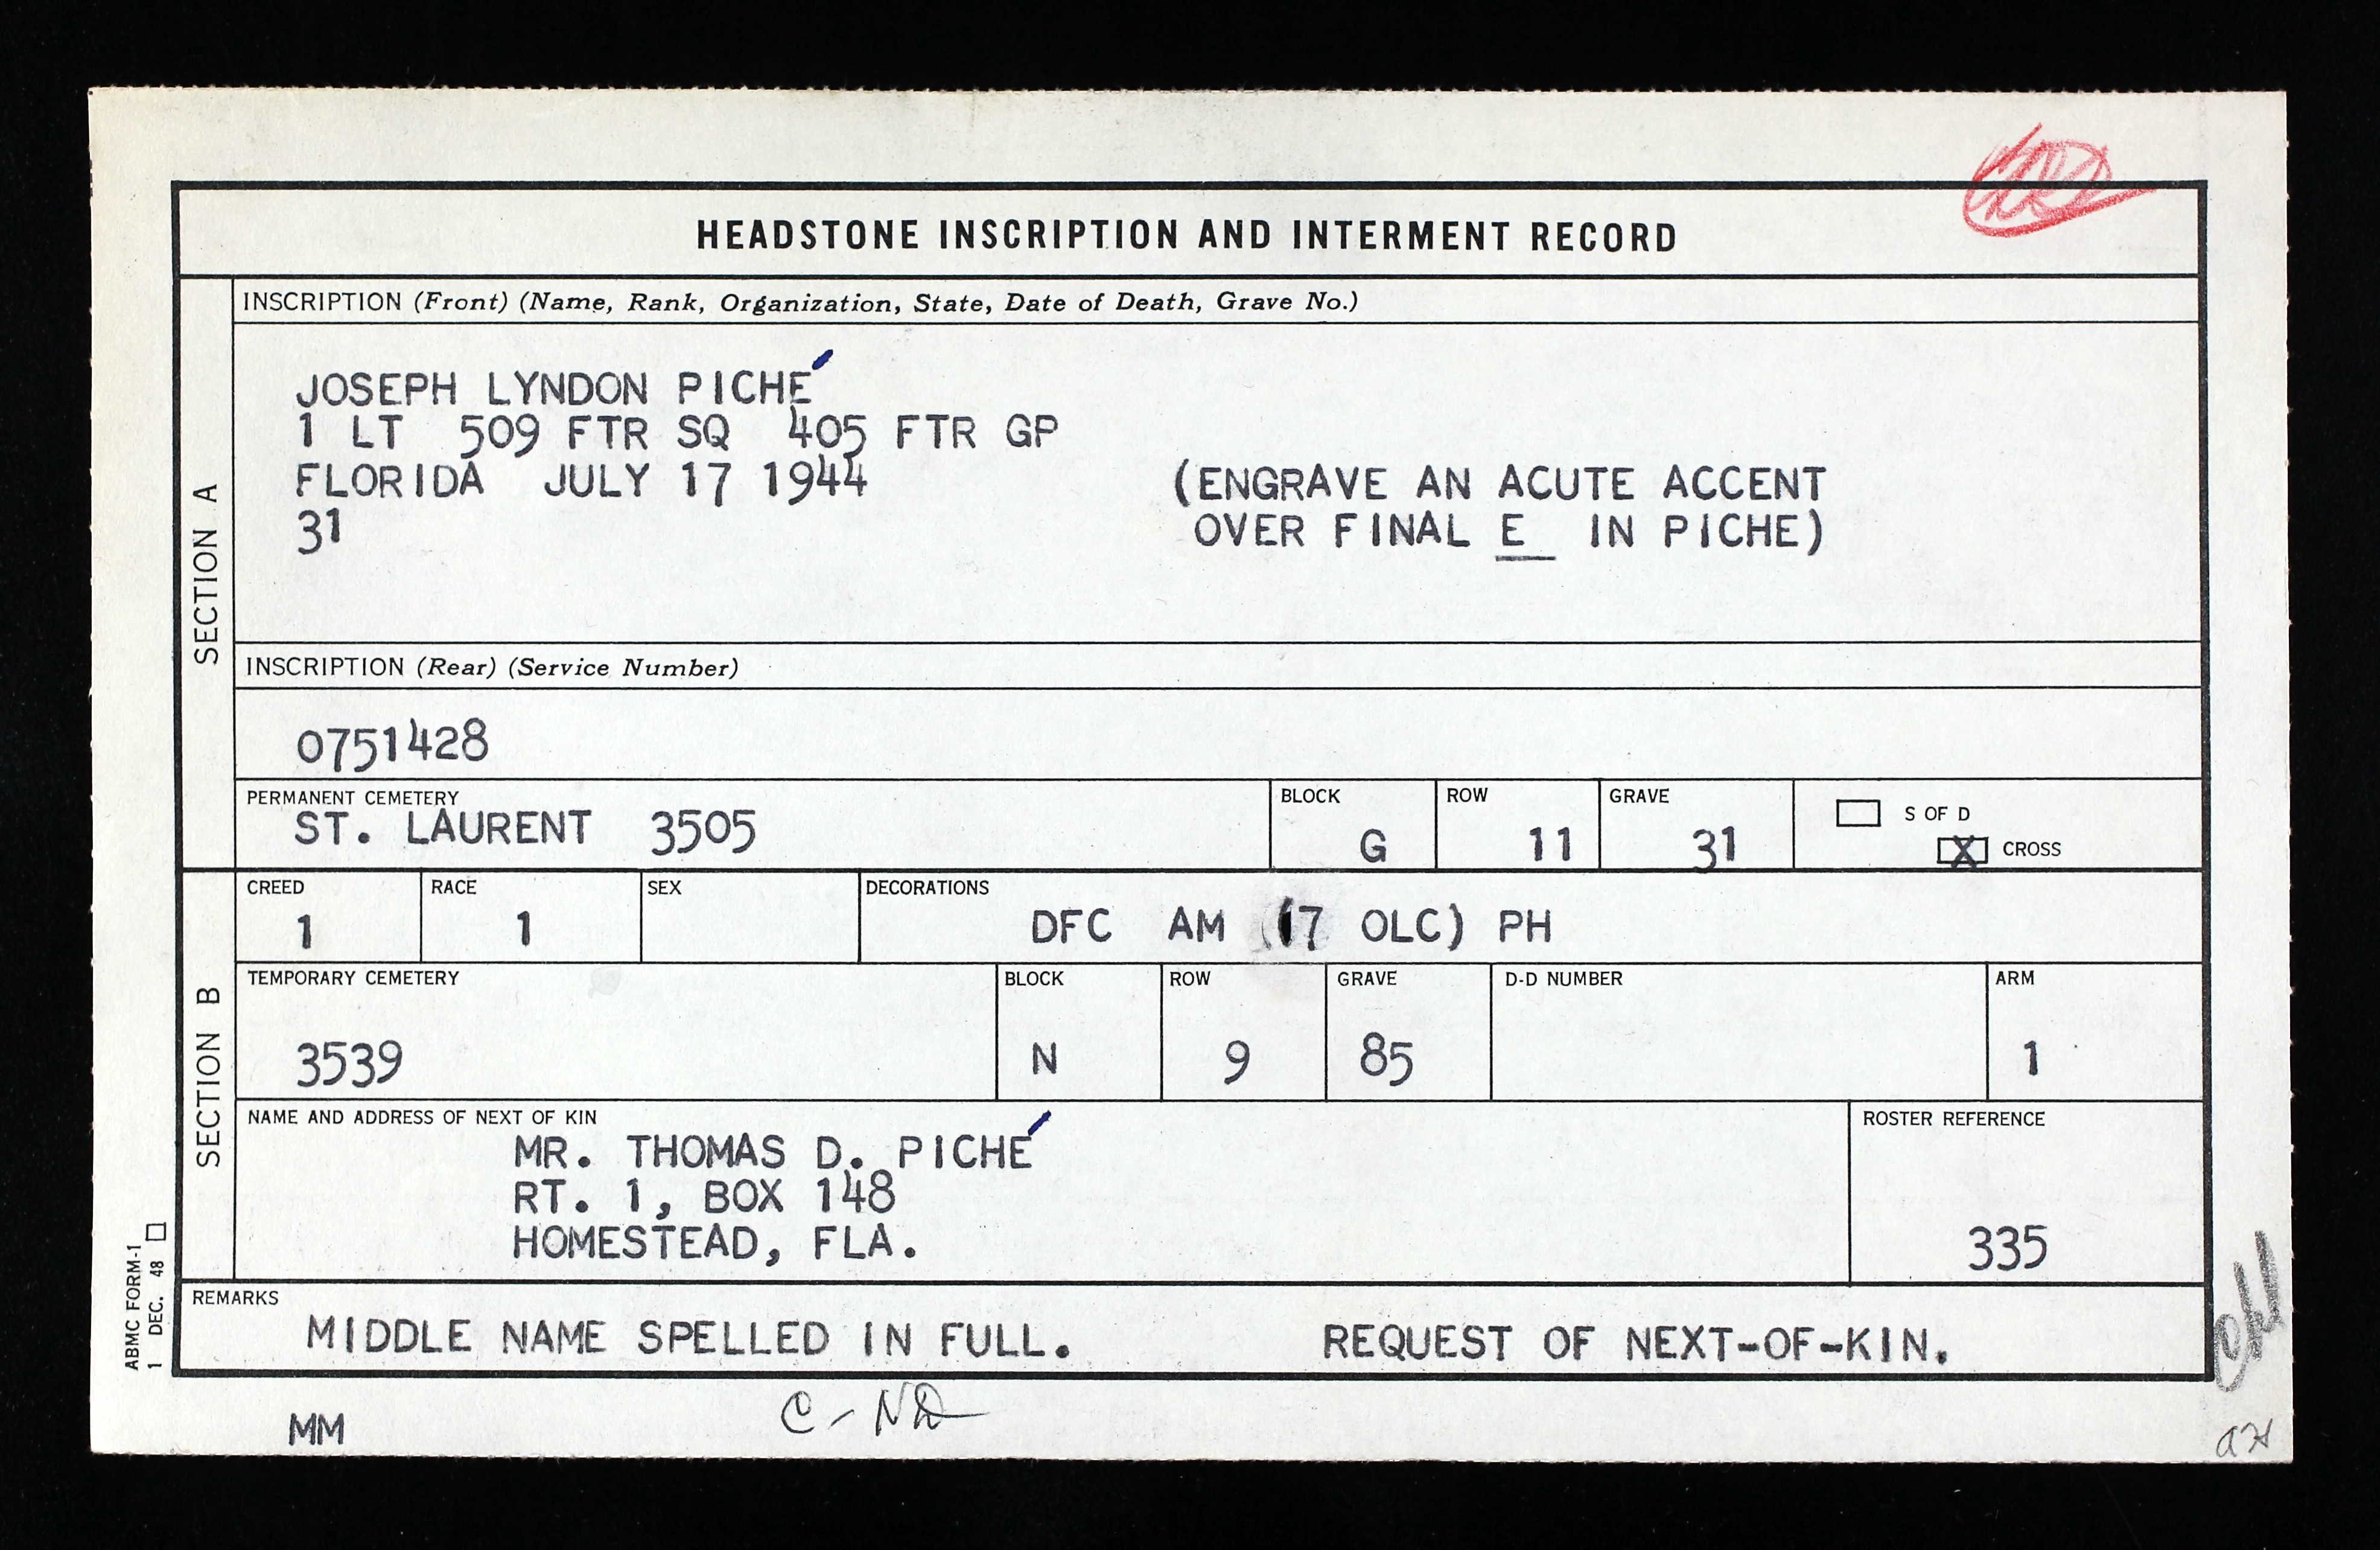 HEADSTONE INSCRIPTION AND INTERMENT RECORD
SECTION A
INSCRIPTION (Front) (Name, Rank, Organization, State, Date of Death, Grave No.)
JOSEPH LYNDON PICHÉ
1 LT 509 FTR SQ 405 FTR GP
FLORIDA JULY 17 1944
31
(ENGRAVE AN ACUTE ACCENT
OVER FINAL E IN PICHE)
INSCRIPTION (Rear) (Service Number)
0751428
PERMANENT CEMETERY
ST. LAURENT 3505
BLOCK
G
ROW
11
GRAVE
31
S OF D
X CROSS
SECTION B
CREED
1
RACE
1
SEX
DECORATIONS
DFC AM (17 OLC) PH
TEMPORARY CEMETERY
3539
BLOCK
N
ROW
9
GRAVE
85
D-D NUMBER
ARM
1
NAME AND ADDRESS OF NEXT OF KIN
MR. THOMAS D. PICHÉ
RT. 1, BOX 148
HOMESTEAD, FLA.
ROSTER REFERENCE
335
REMARKS
MIDDLE NAME SPELLED IN FULL. REQUEST OF NEXT-OF-KIN.
ABMC FORM-1
1 DEC. 48
MM
C-ND